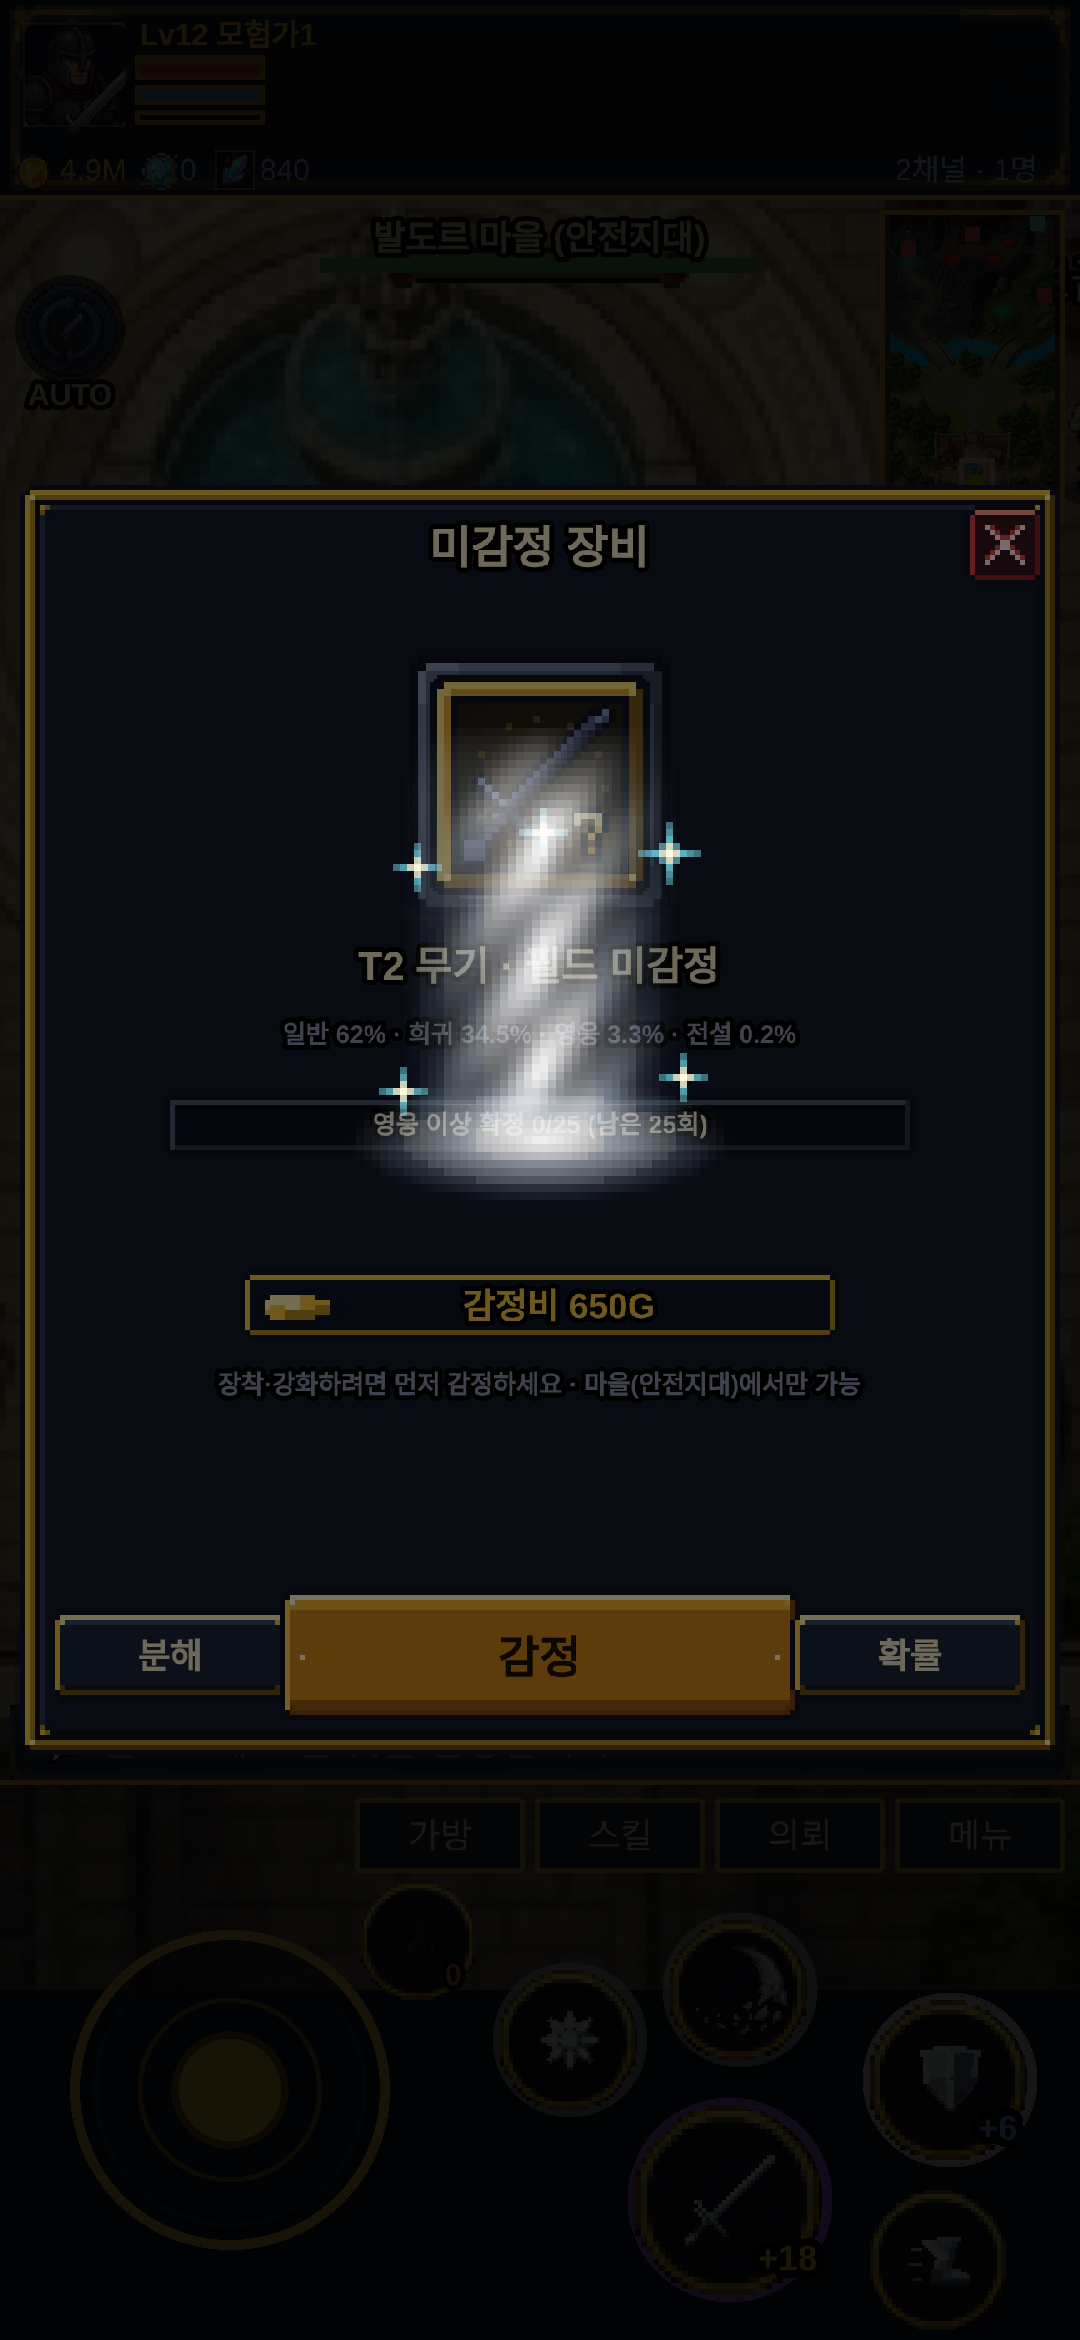 Lv12 모험가1
4.9M 0 840 2채널 · 1명
발도르 마을 (안전지대)
AUTO
미감정 장비
?
T2 무기 · 필드 미감정
일반 62% · 희귀 34.5% · 영웅 3.3% · 전설 0.2%
영웅 이상 확정 0/25 (남은 25회)
감정비 650G
장착·강화하려면 먼저 감정하세요 · 마을(안전지대)에서만 가능
분해 감정 확률
가방 스킬 의뢰 메뉴
0
+6
+18